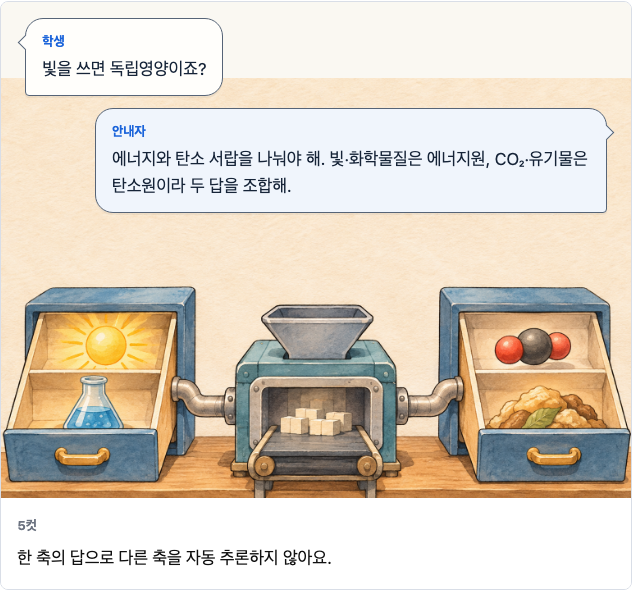 학생
빛을 쓰면 독립영양이죠?
안내자
에너지와 탄소 서랍을 나눠야 해. 빛·화학물질은 에너지원, CO₂·유기물은
탄소원이라 두 답을 조합해.
5컷
한 축의 답으로 다른 축을 자동 추론하지 않아요.